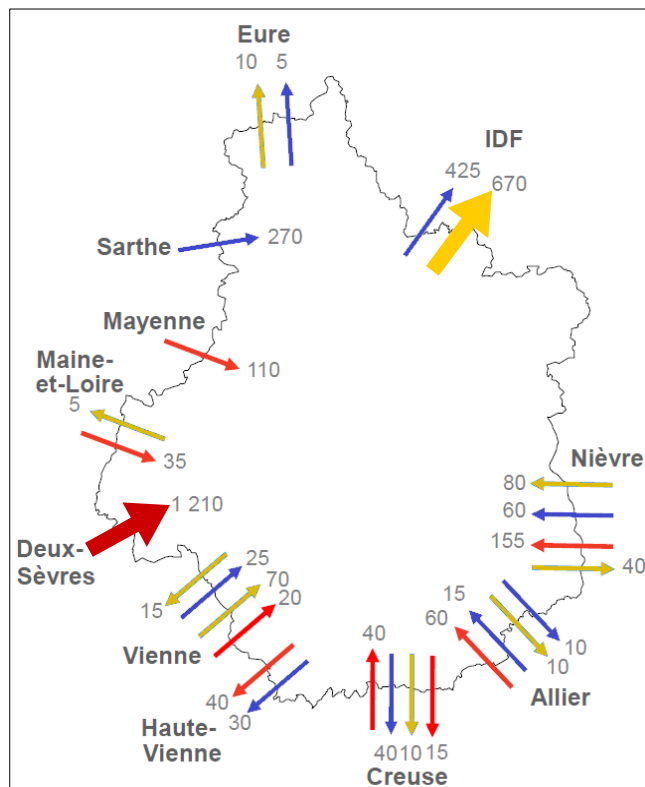 Eure
10 5
IDF
425
670
Sarthe
270
Mayenne
110
Maine-
et-Loire
5
35
Nièvre
80
60
155
40
1 210
Deux-
Sèvres
25
70
20
15
Vienne
15
60
10
10
Allier
40
40
30
Haute-
Vienne
40 10 15
Creuse